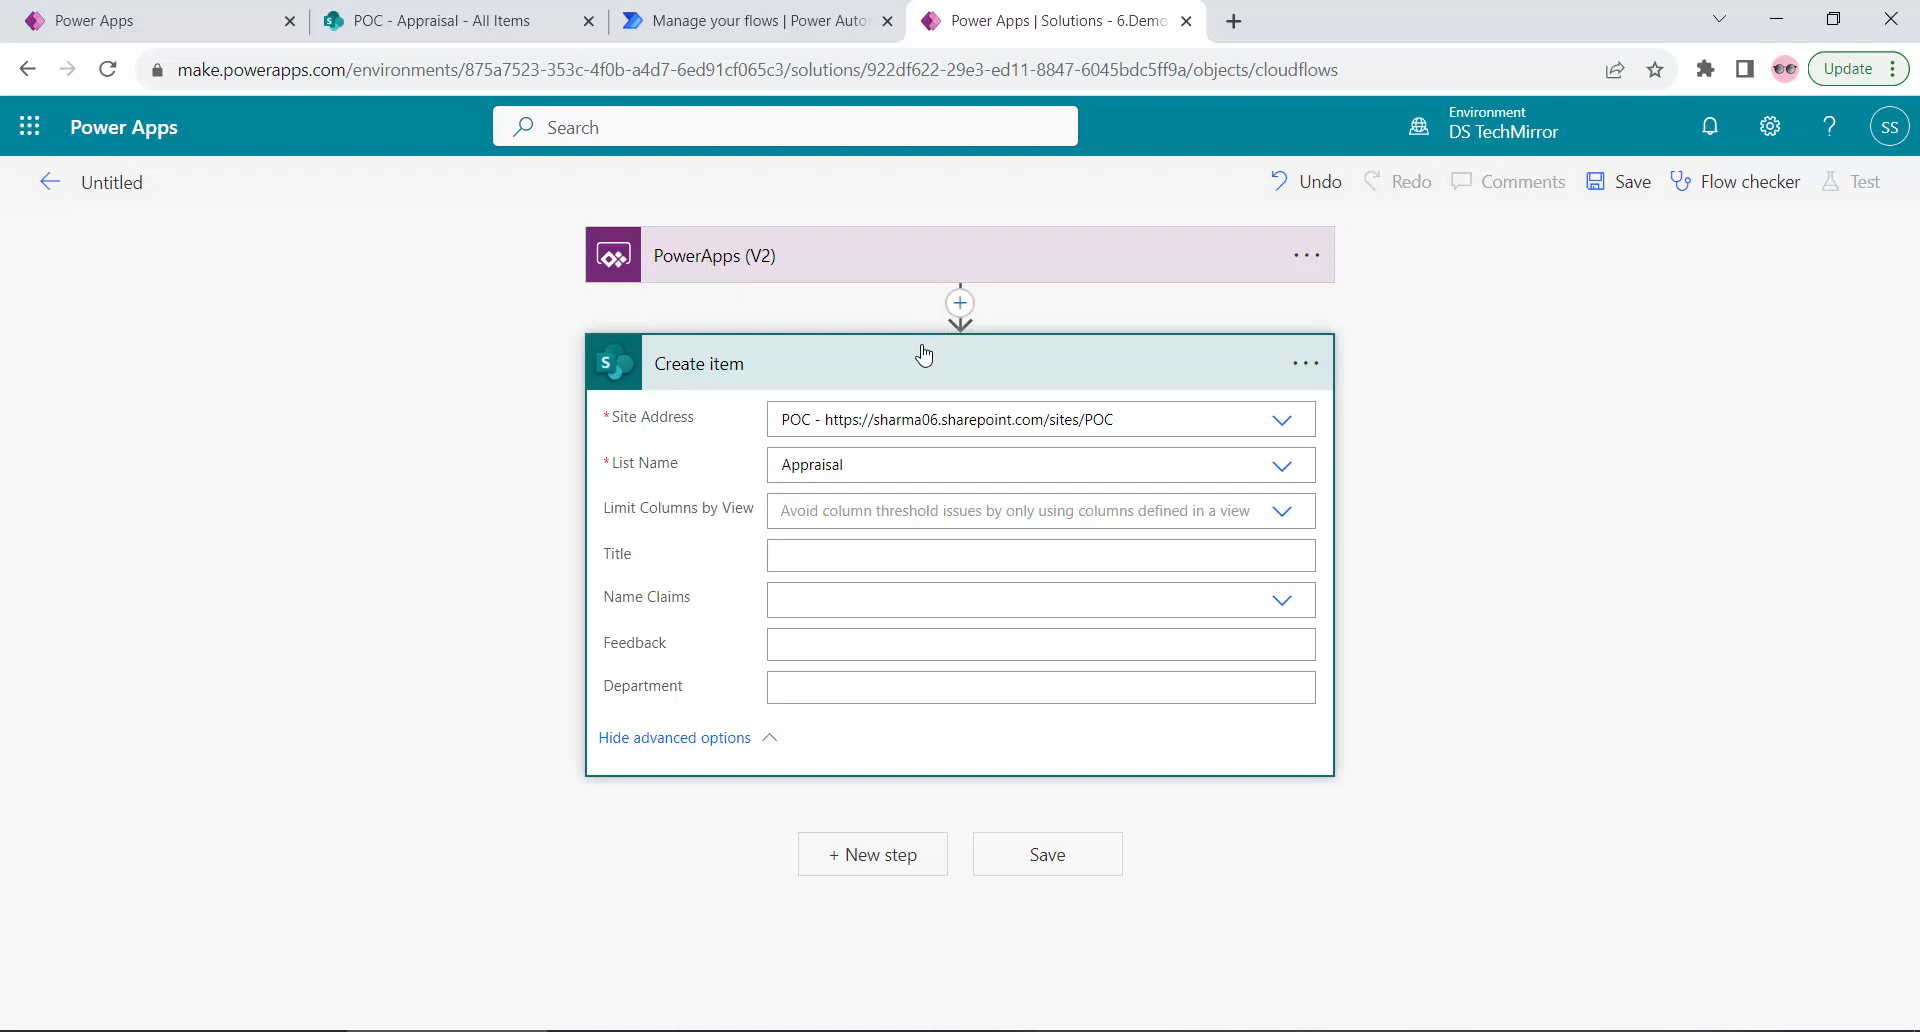 Power Apps
POC - Appraisal - All Items
Manage your flows | Power Auto
Power Apps | Solutions - 6.Demo
make.powerapps.com/environments/875a7523-353c-4f0b-a4d7-6ed91cf065c3/solutions/922df622-29e3-ed11-8847-6045bdc5ff9a/objects/cloudflows
Update
Power Apps
Search
Environment
DS TechMirror
SS
Untitled
Undo
Redo
Comments
Save
Flow checker
Test
PowerApps (V2)
Create item
* Site Address
POC - https://sharma06.sharepoint.com/sites/POC
* List Name
Appraisal
Limit Columns by View
Avoid column threshold issues by only using columns defined in a view
Title
Name Claims
Feedback
Department
Hide advanced options
+ New step
Save